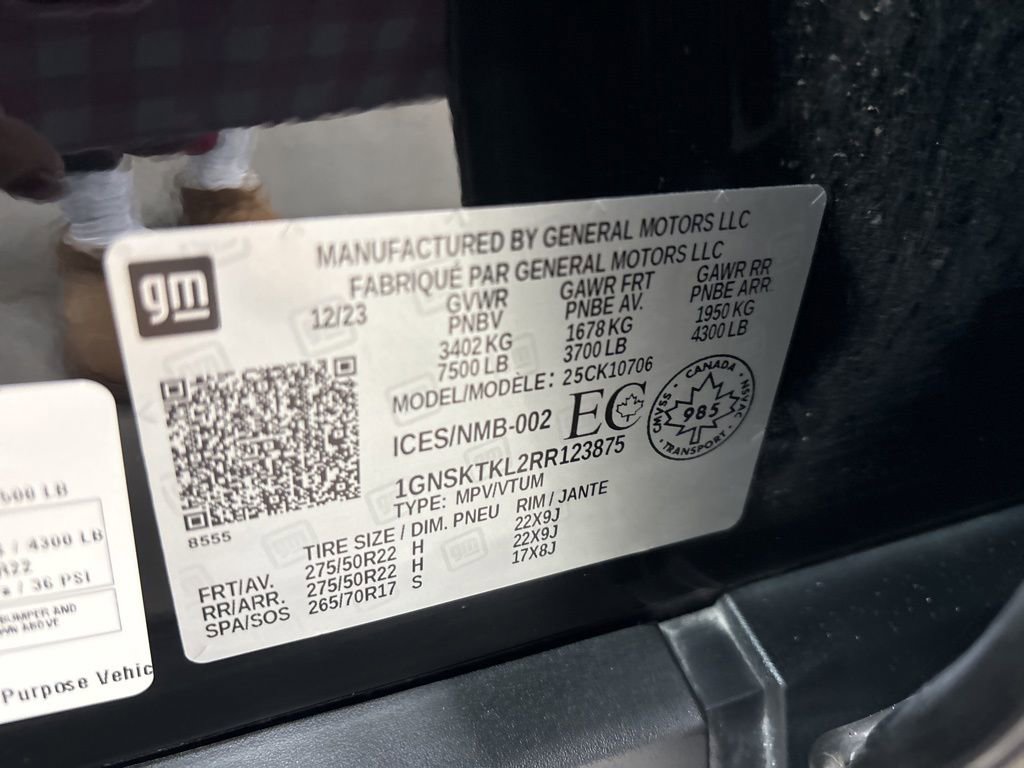 gm
MANUFACTURED BY GENERAL MOTORS LLC
FABRIQUÉ PAR GENERAL MOTORS LLC
12/23
GVWR
PNBV
3402 KG
7500 LB
GAWR FRT
PNBE AV.
1678 KG
3700 LB
GAWR RR
PNBE ARR.
1950 KG
4300 LB
MODEL/MODÈLE: 25CK10706
ICES/NMB-002 EC
CANADA
CMVSS 985 NSVAC
TRANSPORT
1GNSKTKL2RR123875
TYPE: MPV/VTUM
8555
TIRE SIZE / DIM. PNEU RIM / JANTE
FRT/AV. 275/50R22 H 22X9J
RR/ARR. 275/50R22 H 22X9J
SPA/SOS 265/70R17 S 17X8J
500 LB
/ 4300 LB
R22
/ 36 PSI
BUMPER AND
ABOVE
Purpose Vehic